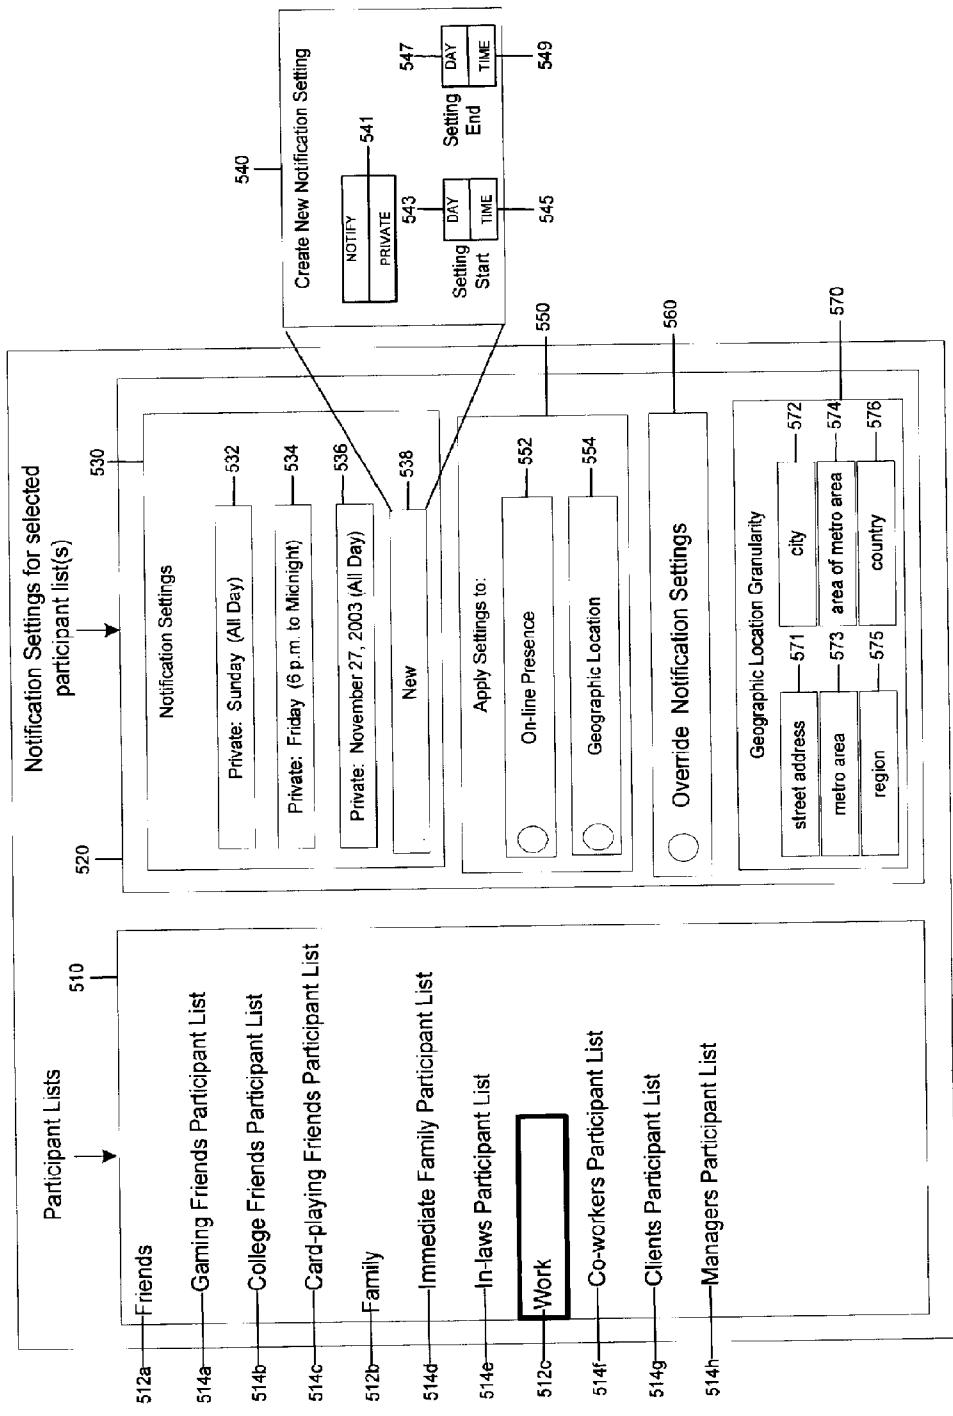 Participant Lists
510
512a Friends
514a Gaming Friends Participant List
514b College Friends Participant List
514c Card-playing Friends Participant List
512b Family
514d Immediate Family Participant List
514e In-laws Participant List
512c Work
514f Co-workers Participant List
514g Clients Participant List
514h Managers Participant List
Notification Settings for selected
participant list(s)
520
530
Notification Settings
Private: Sunday (All Day) 532
Private: Friday (6 p.m. to Midnight) 534
Private: November 27, 2003 (All Day) 536
New 538
550
Apply Settings to:
On-line Presence 552
Geographic Location 554
Override Notification Settings 560
570
Geographic Location Granularity
street address 571 city 572
metro area 573 area of metro area 574
region 575 country 576
540
Create New Notification Setting
NOTIFY 541
PRIVATE
543 547
Setting DAY Setting DAY
Start TIME End TIME
545 549